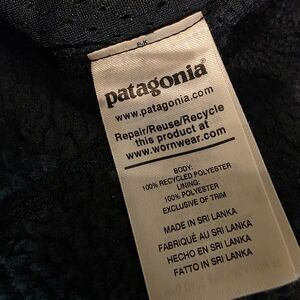 patagonia®
www.patagonia.com
Repair/Reuse/Recycle
this product at
www.wornwear.com
BODY:
100% RECYCLED POLYESTER
LINING:
100% POLYESTER
EXCLUSIVE OF TRIM
MADE IN SRI LANKA
FABRIQUÉ AU SRI LANKA
HECHO EN SRI LANKA
FATTO IN SRI LANKA